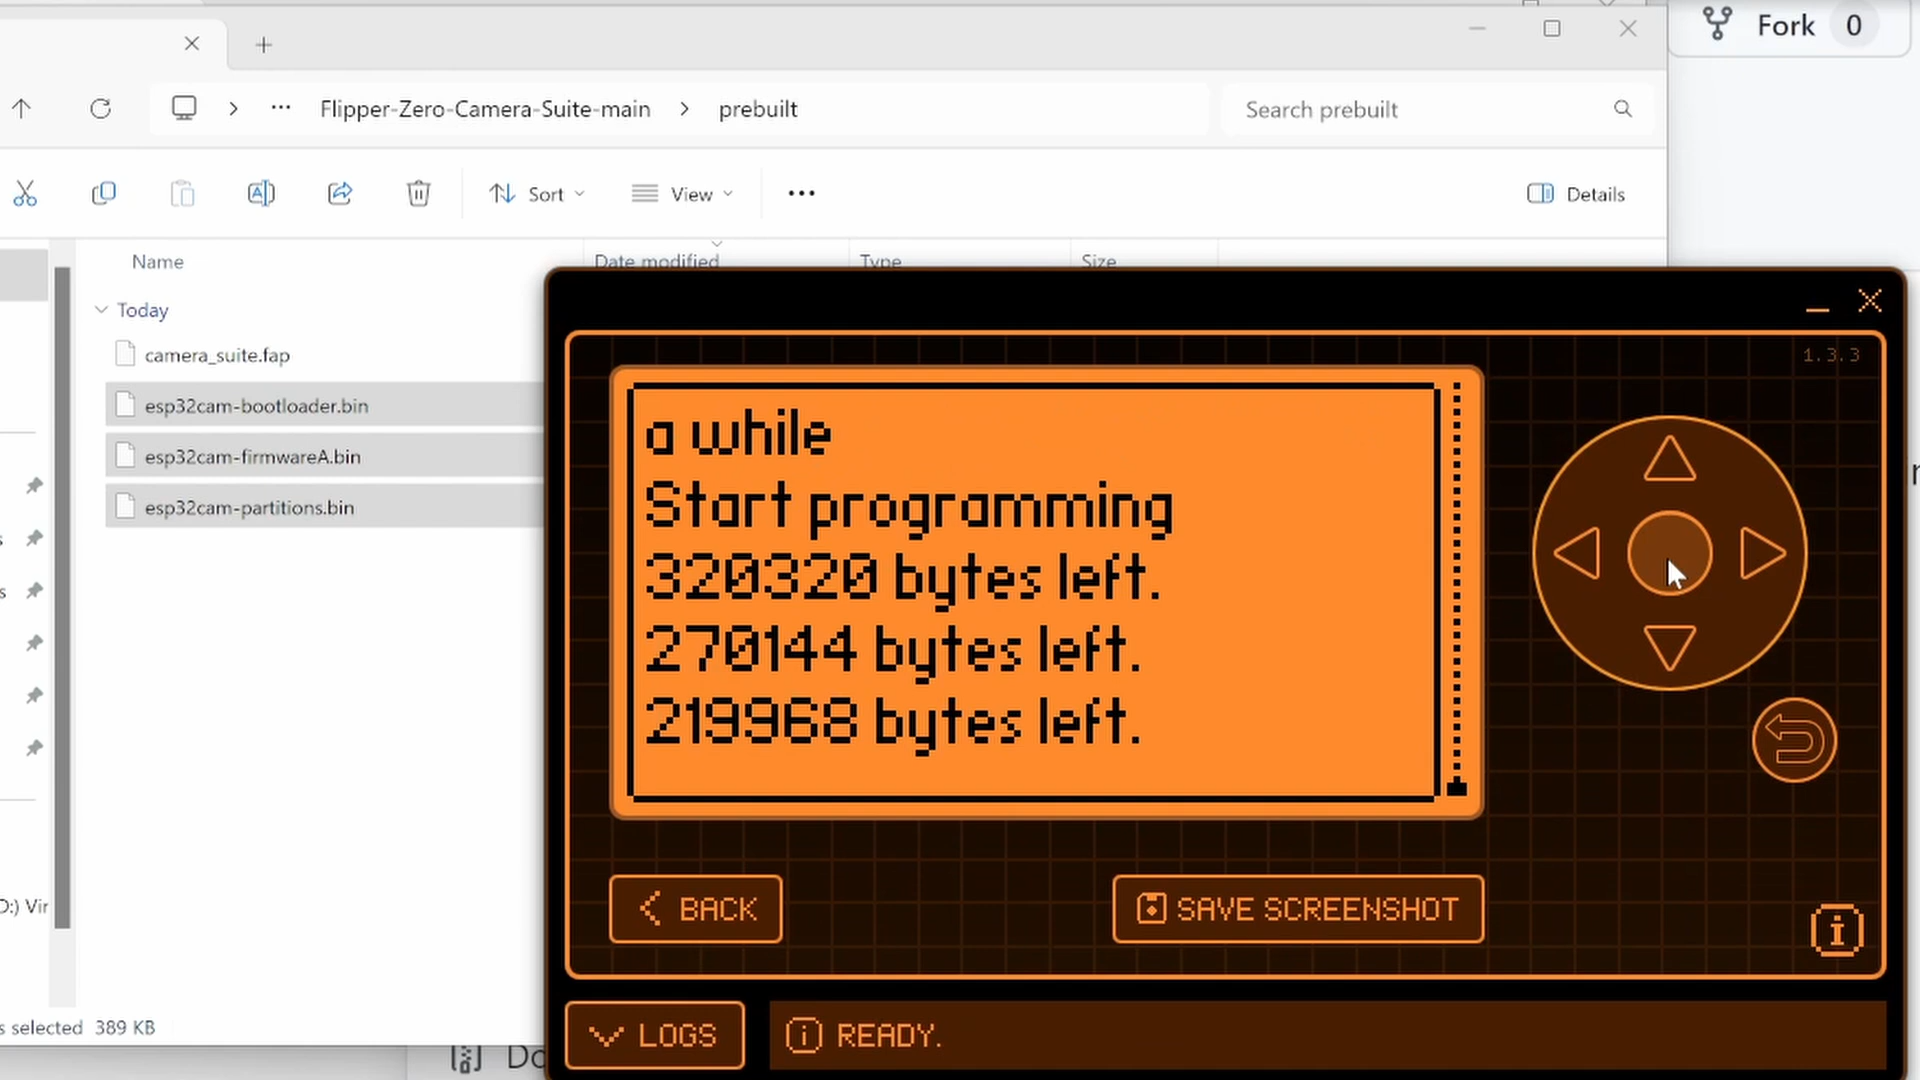 Fork 0
Flipper-Zero-Camera-Suite-main > prebuilt
Search prebuilt
Sort
View
Details
Name
Date modified
Type
Size
Today
camera_suite.fap
esp32cam-bootloader.bin
esp32cam-firmwareA.bin
esp32cam-partitions.bin
s
s
D:) Vir
s selected 389 KB
1.3.3
a while
Start programming
320320 bytes left.
270144 bytes left.
219968 bytes left.
BACK
SAVE SCREENSHOT
LOGS
READY.